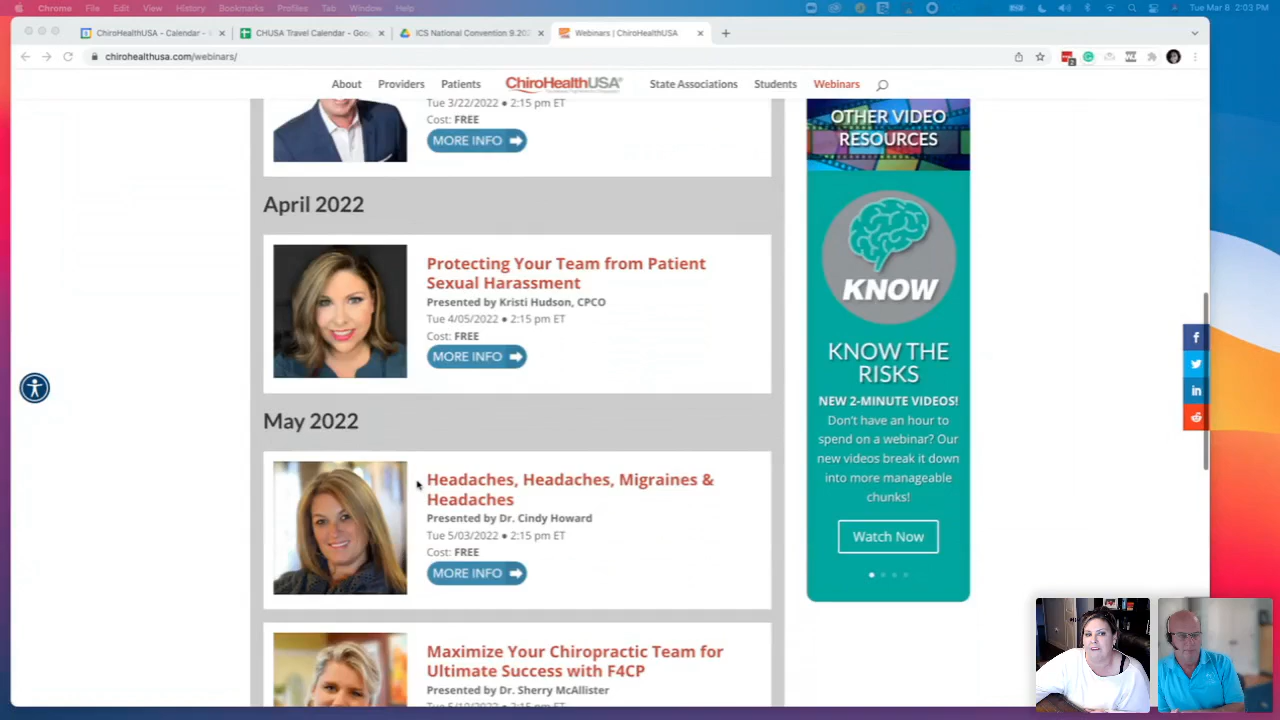 Chrome File Edit View History Bookmarks Profiles Tab Window Help Tue Mar 8 2:03 PM
ChiroHealthUSA - Calendar - CHUSA Travel Calendar - Goo ICS National Convention 9.20 Webinars | ChiroHealthUSA
chirohealthusa.com/webinars/
About Providers Patients ChiroHealthUSA State Associations Students Webinars
Tue 3/22/2022 • 2:15 pm ET
Cost: FREE
MORE INFO
April 2022
Protecting Your Team from Patient
Sexual Harassment
Presented by Kristi Hudson, CPCO
Tue 4/05/2022 • 2:15 pm ET
Cost: FREE
MORE INFO
May 2022
Headaches, Headaches, Migraines &
Headaches
Presented by Dr. Cindy Howard
Tue 5/03/2022 • 2:15 pm ET
Cost: FREE
MORE INFO
Maximize Your Chiropractic Team for
Ultimate Success with F4CP
Presented by Dr. Sherry McAllister
OTHER VIDEO
RESOURCES
KNOW
KNOW THE
RISKS
NEW 2-MINUTE VIDEOS!
Don't have an hour to
spend on a webinar? Our
new videos break it down
into more manageable
chunks!
Watch Now